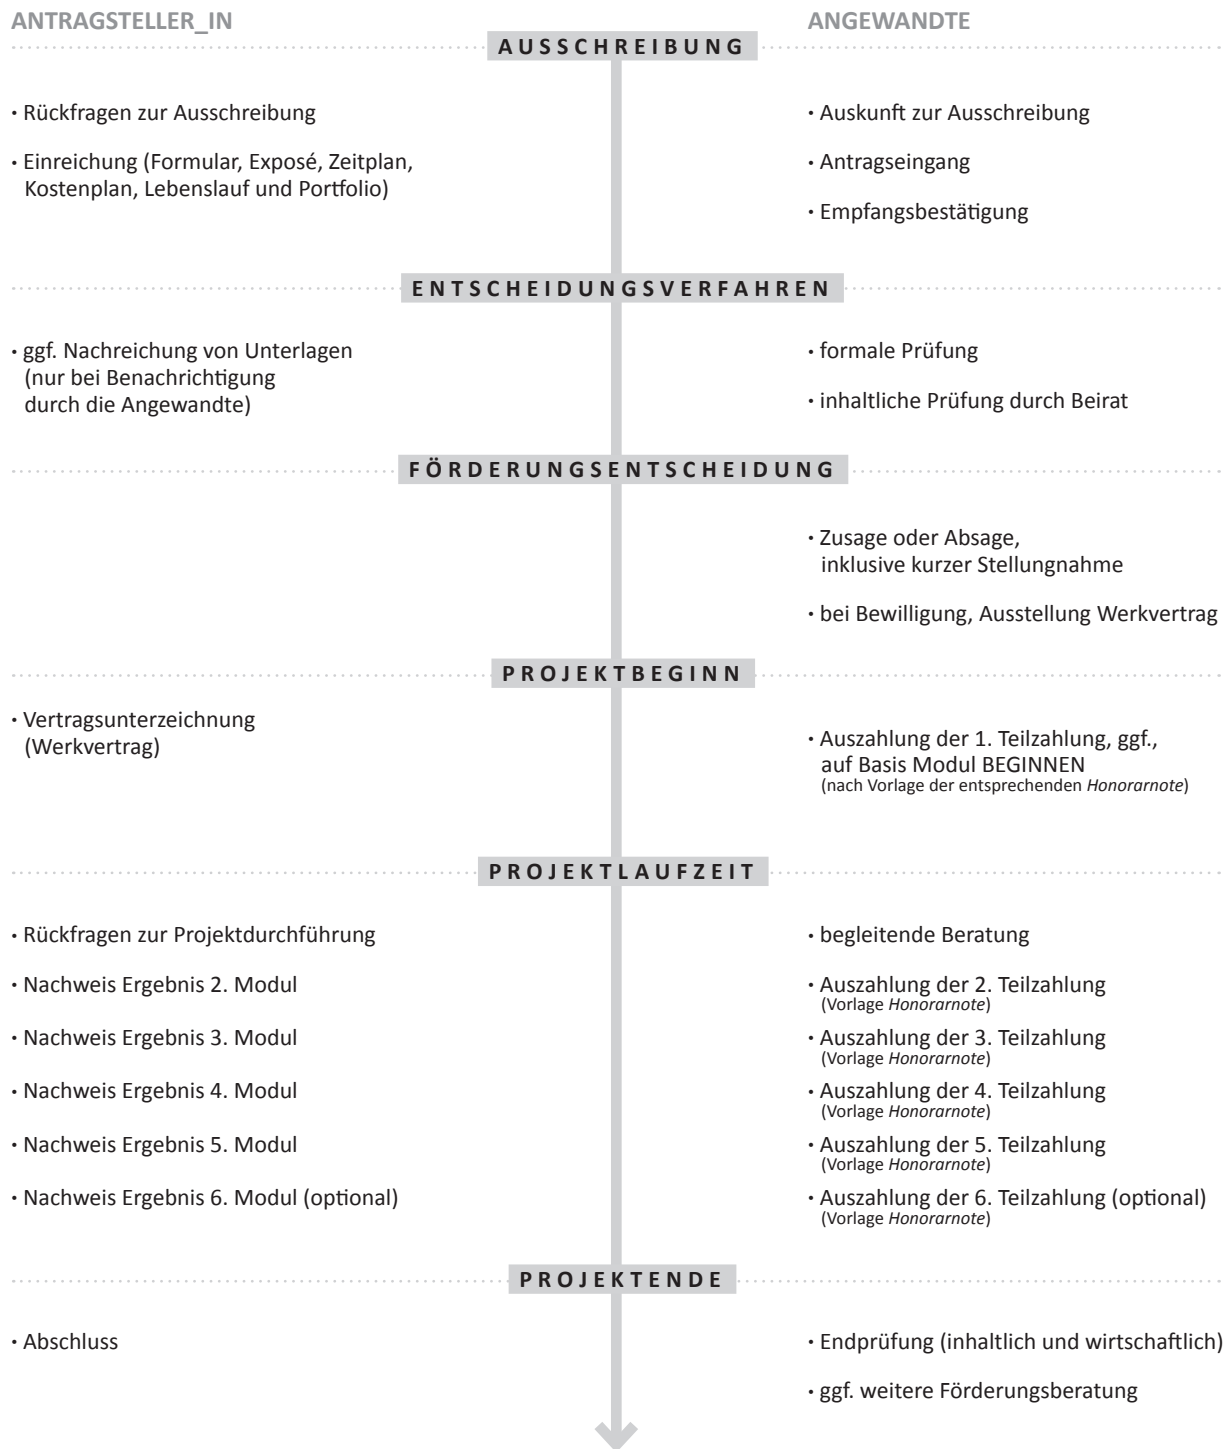 ANTRAGSTELLER_IN
ANGEWANDTE
AUSSCHREIBUNG
· Rückfragen zur Ausschreibung
· Einreichung (Formular, Exposé, Zeitplan,
Kostenplan, Lebenslauf und Portfolio)
· Auskunft zur Ausschreibung
· Antragseingang
· Empfangsbestätigung
ENTSCHEIDUNGSVERFAHREN
· ggf. Nachreichung von Unterlagen
(nur bei Benachrichtigung
durch die Angewandte)
· formale Prüfung
· inhaltliche Prüfung durch Beirat
FÖRDERUNGSENTSCHEIDUNG
· Zusage oder Absage,
inklusive kurzer Stellungnahme
· bei Bewilligung, Ausstellung Werkvertrag
PROJEKTBEGINN
· Vertragsunterzeichnung
(Werkvertrag)
· Auszahlung der 1. Teilzahlung, ggf.,
auf Basis Modul BEGINNEN
(nach Vorlage der entsprechenden Honorarnote)
PROJEKTLAUFZEIT
· Rückfragen zur Projektdurchführung
· Nachweis Ergebnis 2. Modul
· Nachweis Ergebnis 3. Modul
· Nachweis Ergebnis 4. Modul
· Nachweis Ergebnis 5. Modul
· Nachweis Ergebnis 6. Modul (optional)
· begleitende Beratung
· Auszahlung der 2. Teilzahlung
(Vorlage Honorarnote)
· Auszahlung der 3. Teilzahlung
(Vorlage Honorarnote)
· Auszahlung der 4. Teilzahlung
(Vorlage Honorarnote)
· Auszahlung der 5. Teilzahlung
(Vorlage Honorarnote)
· Auszahlung der 6. Teilzahlung (optional)
(Vorlage Honorarnote)
PROJEKTENDE
· Abschluss
· Endprüfung (inhaltlich und wirtschaftlich)
· ggf. weitere Förderungsberatung